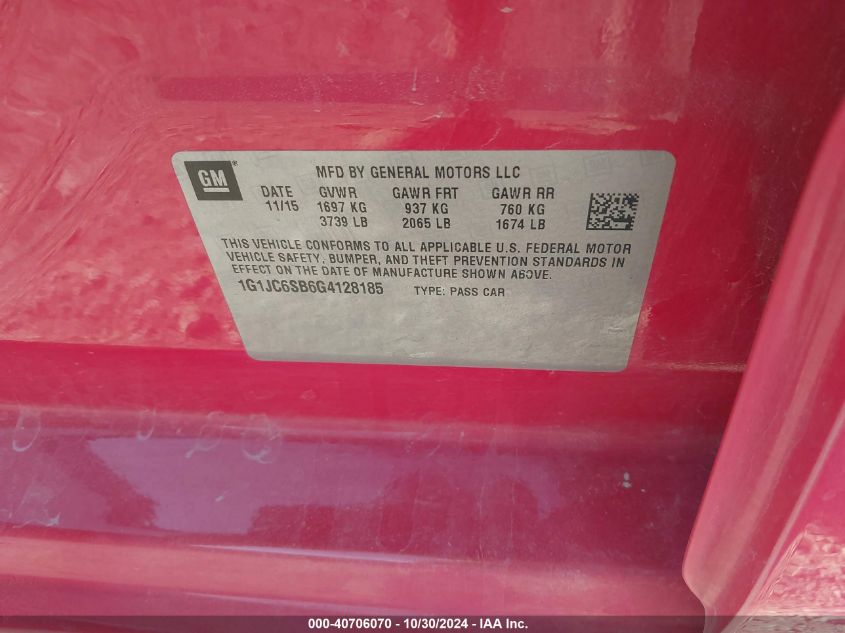 GM®
MFD BY GENERAL MOTORS LLC
DATE GVWR GAWR FRT GAWR RR
11/15 1697 KG 937 KG 760 KG
3739 LB 2065 LB 1674 LB
THIS VEHICLE CONFORMS TO ALL APPLICABLE U.S. FEDERAL MOTOR
VEHICLE SAFETY, BUMPER, AND THEFT PREVENTION STANDARDS IN
EFFECT ON THE DATE OF MANUFACTURE SHOWN ABOVE.
1G1JC6SB6G4128185 TYPE: PASS CAR
000-40706070 - 10/30/2024 - IAA Inc.